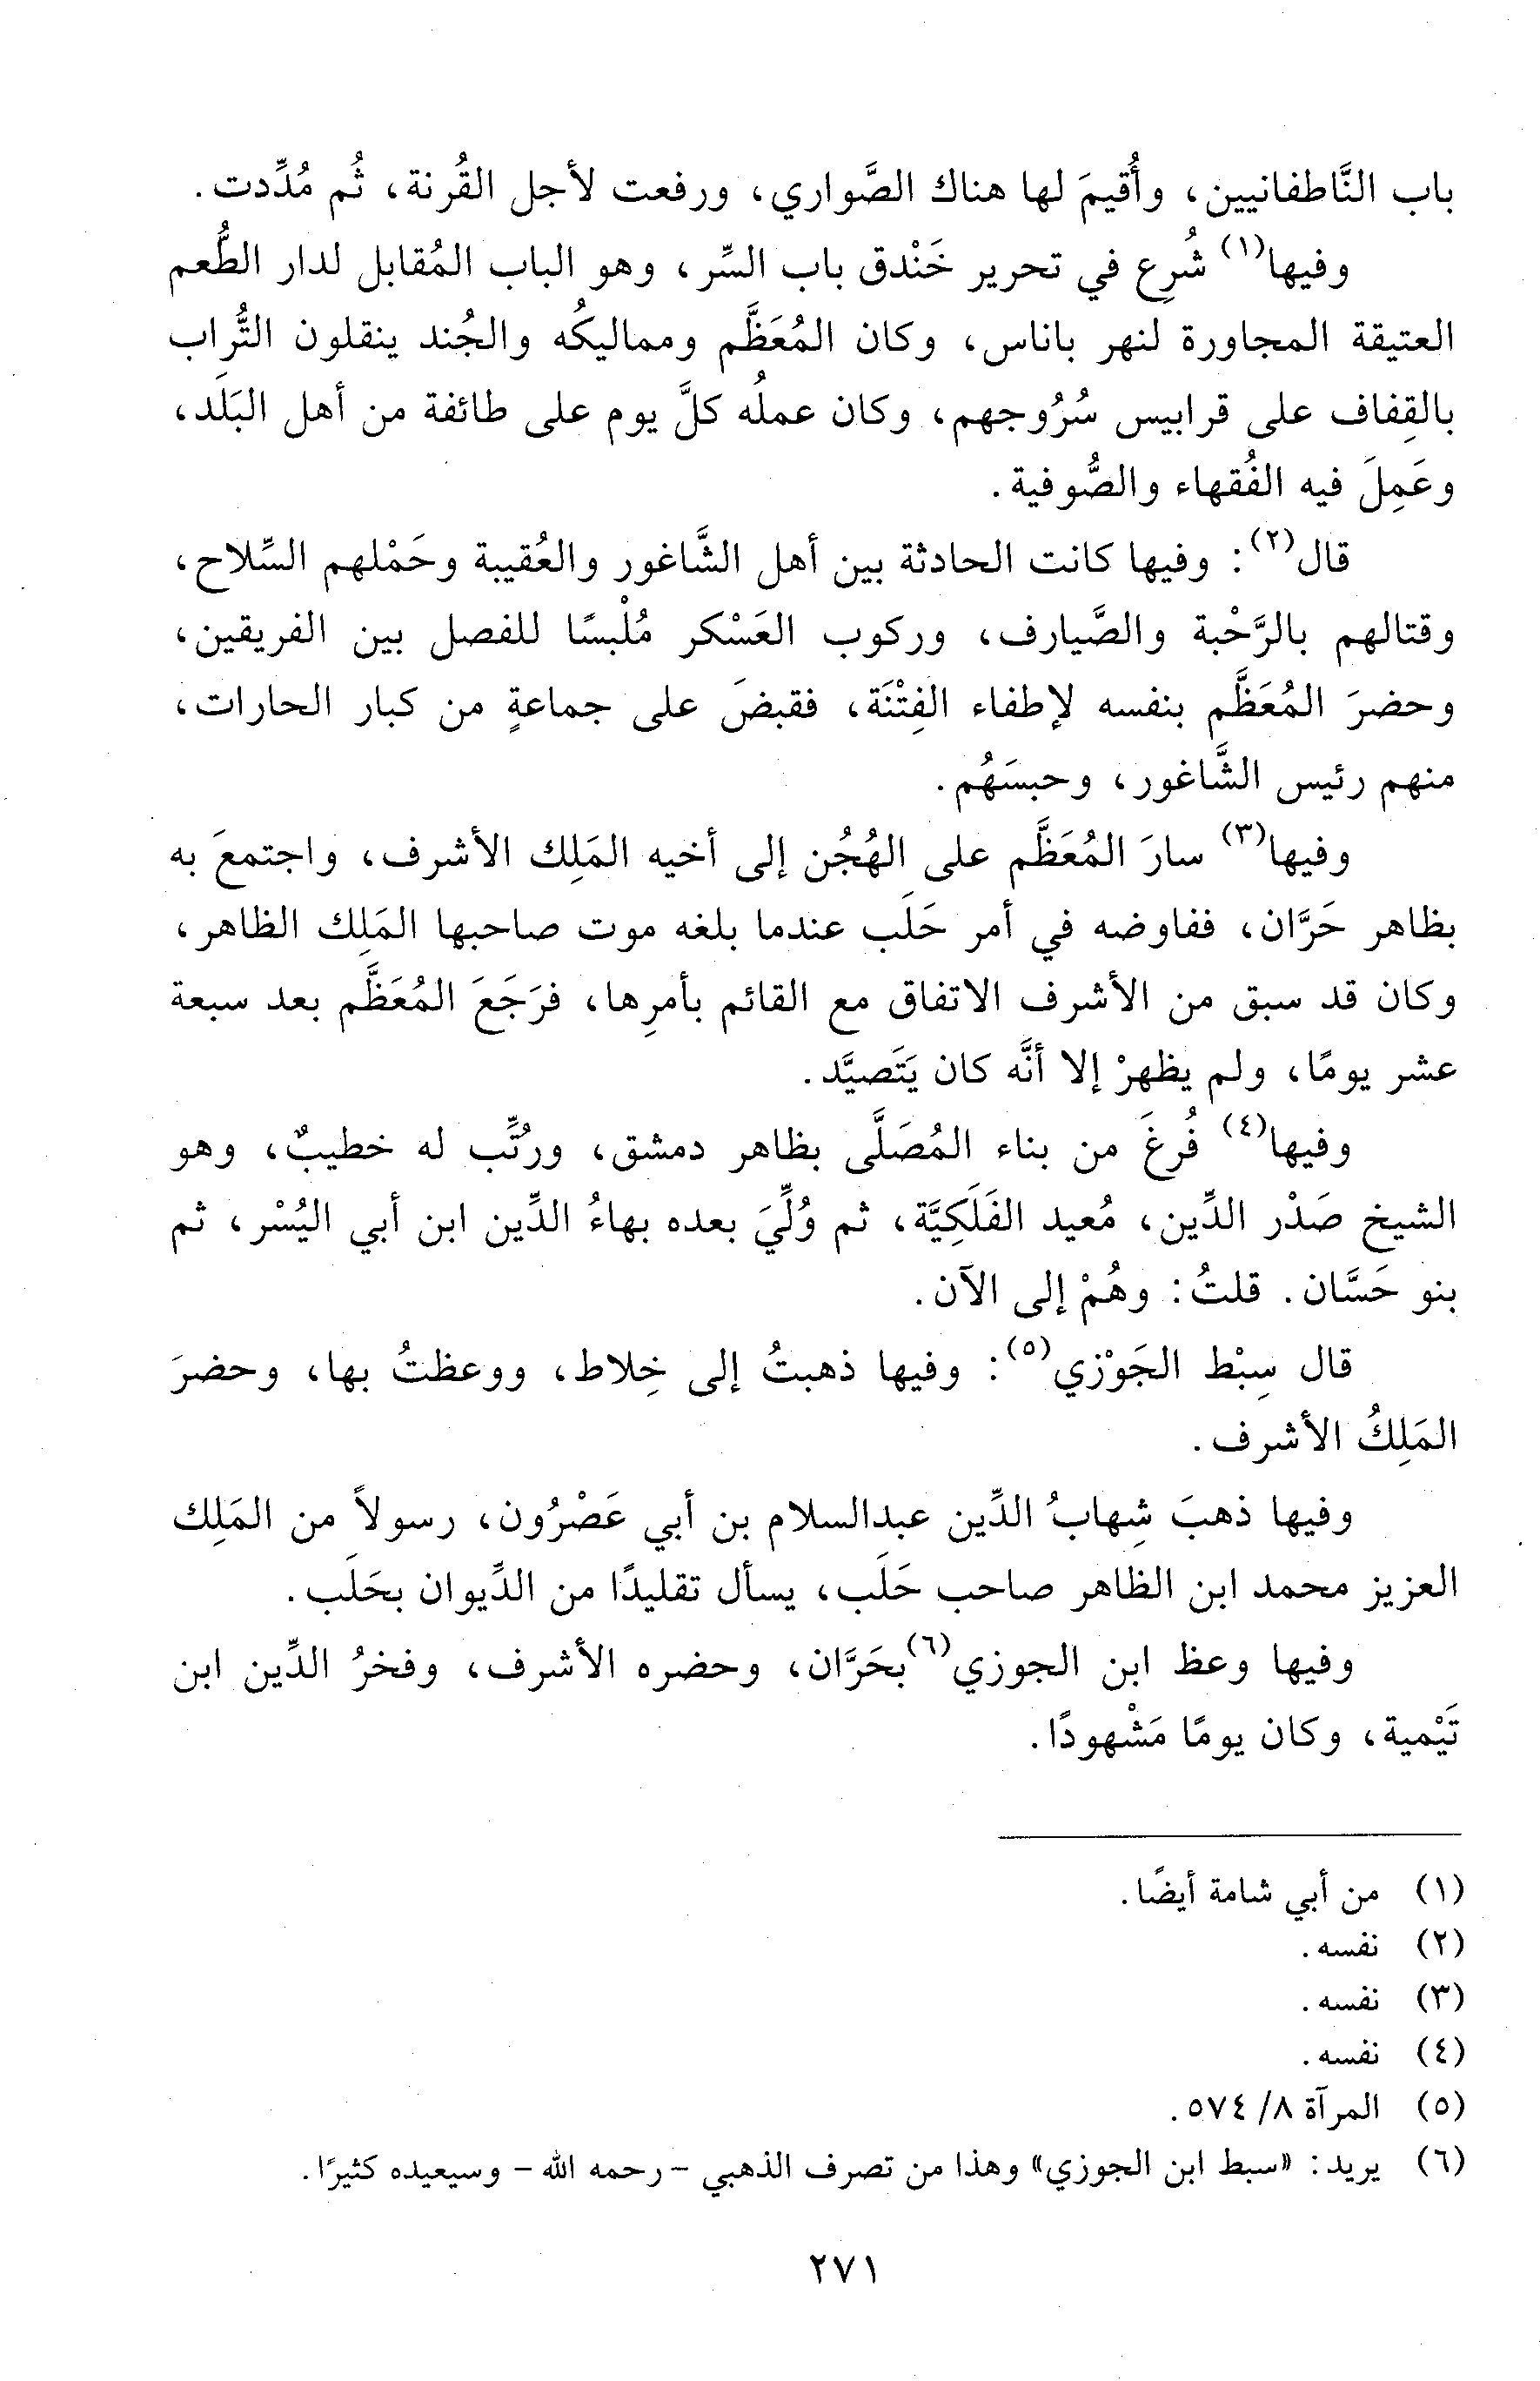 باب النَّاطفانيين، وأُقيمَ لها هناك الصَّواري، ورفعت لأجل القُرنة، ثُم مُدِّدت.
وفيها(١) شُرِع في تحرير خَنْدق باب السِّر، وهو الباب المُقابل لدار الطُّعم
العتيقة المجاورة لنهر باناس، وكان المُعَظَّم ومماليكُه والجُند ينقلون التُّراب
بالقِفاف على قرابيس سُرُوجهم، وكان عملُه كلَّ يوم على طائفة من أهل البَلَد،
وعَمِلَ فيه الفُقهاء والصُّوفية.
قال(٢): وفيها كانت الحادثة بين أهل الشَّاغور والعُقيبة وحَمْلهم السِّلاح،
وقتالهم بالرَّحْبة والصَّيارف، وركوب العَسْكر مُلْبسًا للفصل بين الفريقين،
وحضرَ المُعَظَّم بنفسه لإطفاء الفِتْنَة، فقبضَ على جماعةٍ من كبار الحارات،
منهم رئيس الشَّاغور، وحبسَهُم.
وفيها(٣) سارَ المُعَظَّم على الهُجُن إلى أخيه المَلِك الأشرف، واجتمعَ به
بظاهر حَرَّان، ففاوضه في أمر حَلَب عندما بلغه موت صاحبها المَلِك الظاهر،
وكان قد سبق من الأشرف الاتفاق مع القائم بأمرِها، فرَجَعَ المُعَظَّم بعد سبعة
عشر يومًا، ولم يظهرْ إلا أنَّه كان يَتَصيَّد.
وفيها(٤) فُرغَ من بناء المُصَلَّى بظاهر دمشق، ورُتِّب له خطيبٌ، وهو
الشيخ صَدْر الدِّين، مُعيد الفَلَكِيَّة، ثم وُلِّيَ بعده بهاءُ الدِّين ابن أبي اليُسْر، ثم
بنو حَسَّان. قلتُ: وهُمْ إلى الآن.
قال سِبْط الجَوْزي(٥): وفيها ذهبتُ إلى خِلاط، ووعظتُ بها، وحضرَ
المَلِكُ الأشرف.
وفيها ذهبَ شِهابُ الدِّين عبدالسلام بن أبي عَصْرُون، رسولاً من المَلِك
العزيز محمد ابن الظاهر صاحب حَلَب، يسأل تقليدًا من الدِّيوان بحَلَب.
وفيها وعظ ابن الجوزي(٦) بحَرَّان، وحضره الأشرف، وفخرُ الدِّين ابن
تَيْمية، وكان يومًا مَشْهودًا.
(١) من أبي شامة أيضًا.
(٢) نفسه.
(٣) نفسه.
(٤) نفسه.
(٥) المرآة ٨/ ٥٧٤.
(٦) يريد: «سبط ابن الجوزي» وهذا من تصرف الذهبي - رحمه الله - وسيعيده كثيرًا.
٢٧١